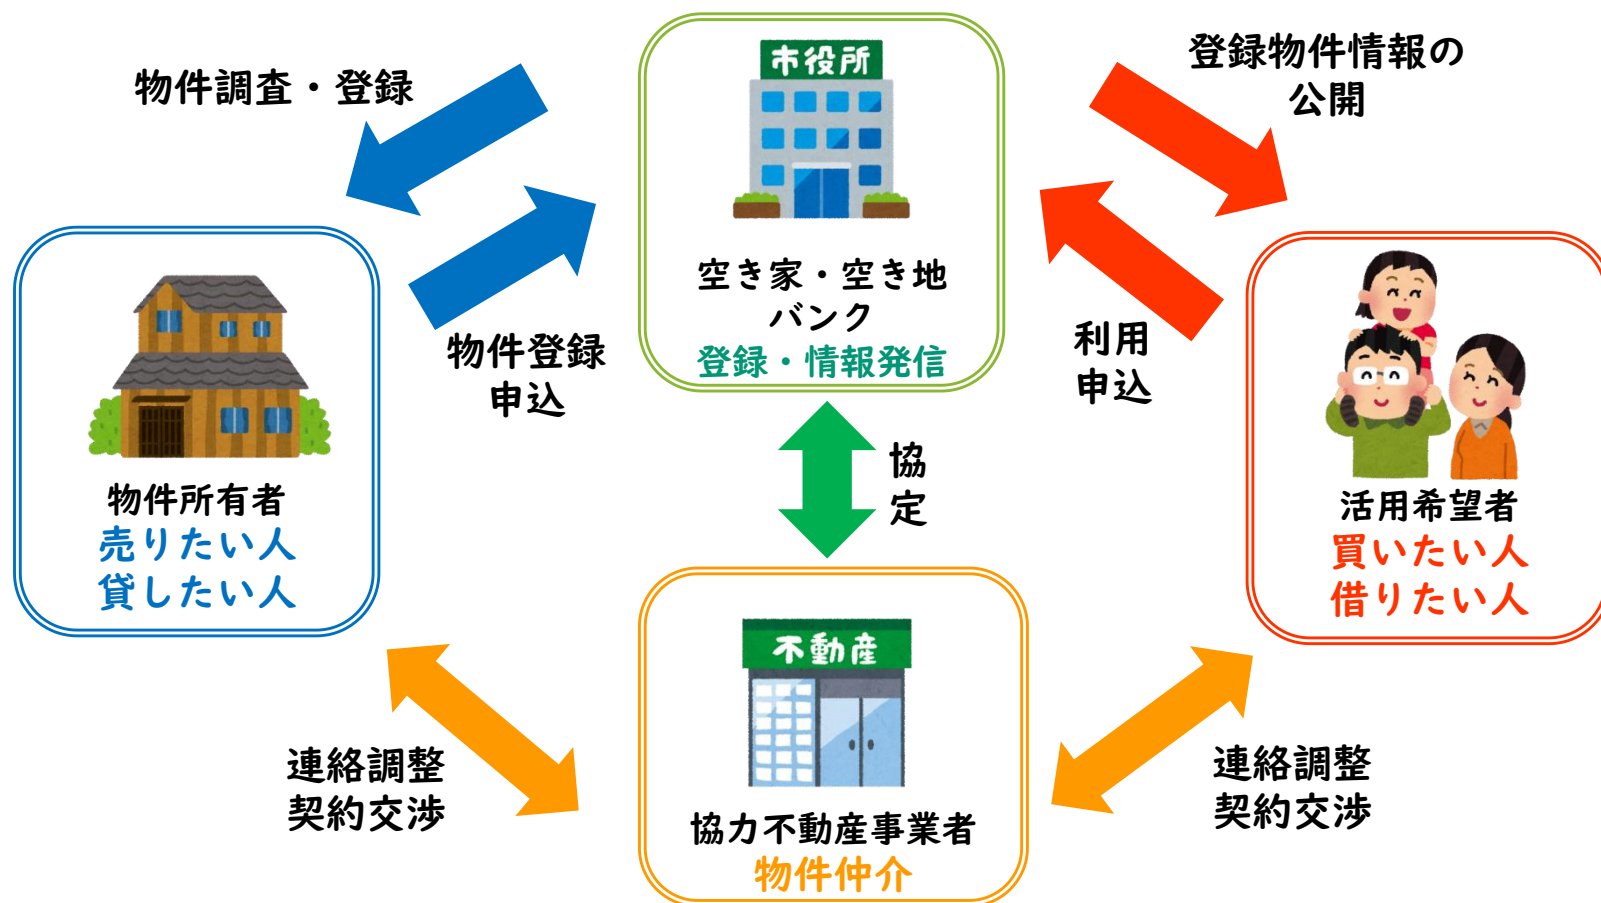 物件調査・登録
市役所
登録物件情報の
公開
空き家・空き地
バンク
登録・情報発信
物件登録
申込
利用
申込
物件所有者
売りたい人
貸したい人
協
定
活用希望者
買いたい人
借りたい人
不動産
連絡調整
契約交渉
連絡調整
契約交渉
協力不動産事業者
物件仲介